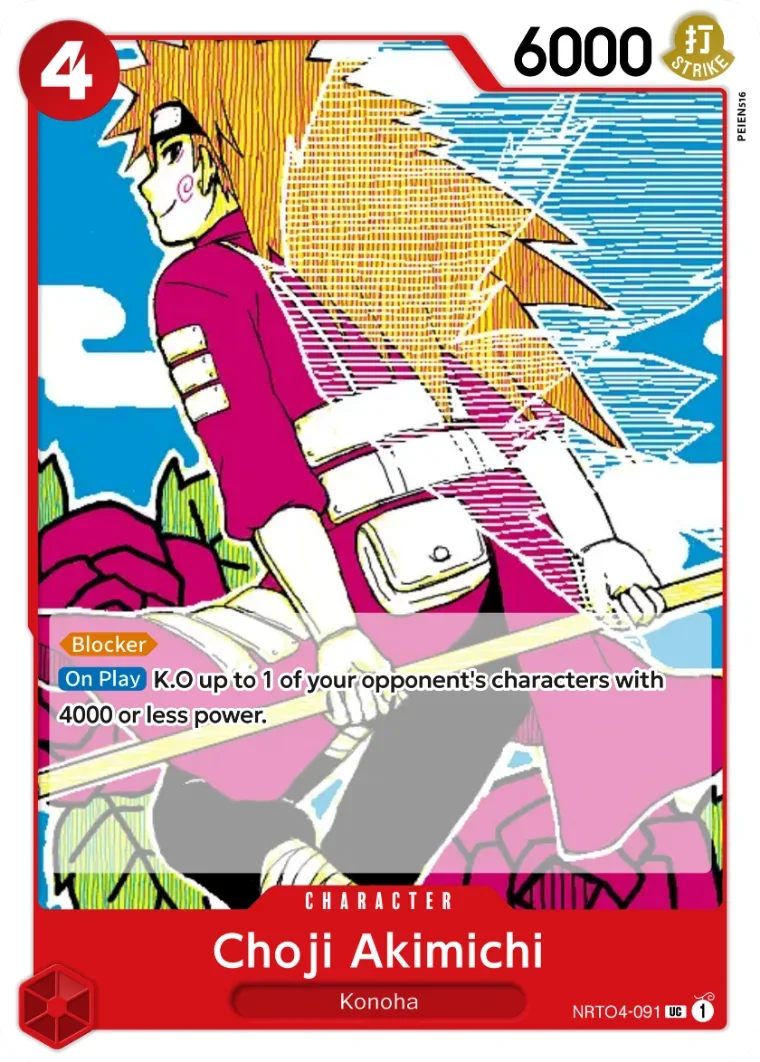 4
6000
打
STRIKE
PEIEN516
Blocker
On Play K.O up to 1 of your opponent's characters with
4000 or less power.
CHARACTER
Choji Akimichi
Konoha
NRTO4-091 UC 1